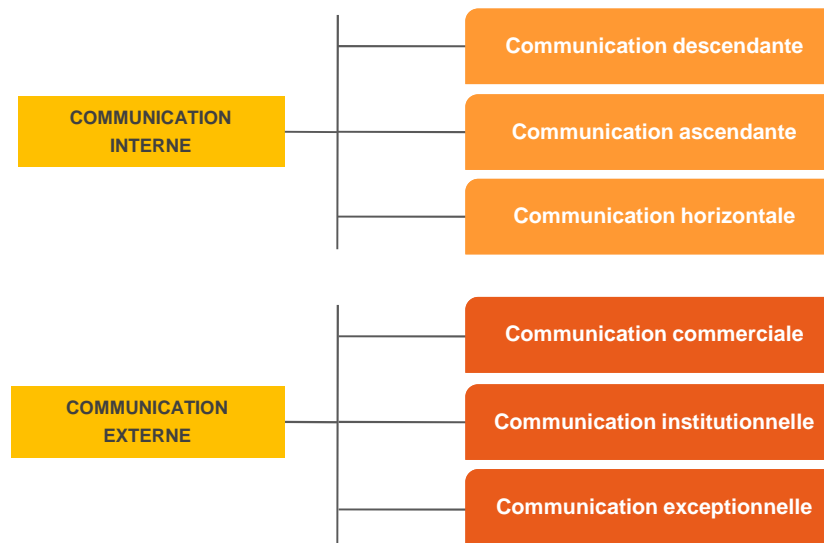 Communication descendante
COMMUNICATION
INTERNE
Communication ascendante
Communication horizontale
Communication commerciale
COMMUNICATION
EXTERNE
Communication institutionnelle
Communication exceptionnelle